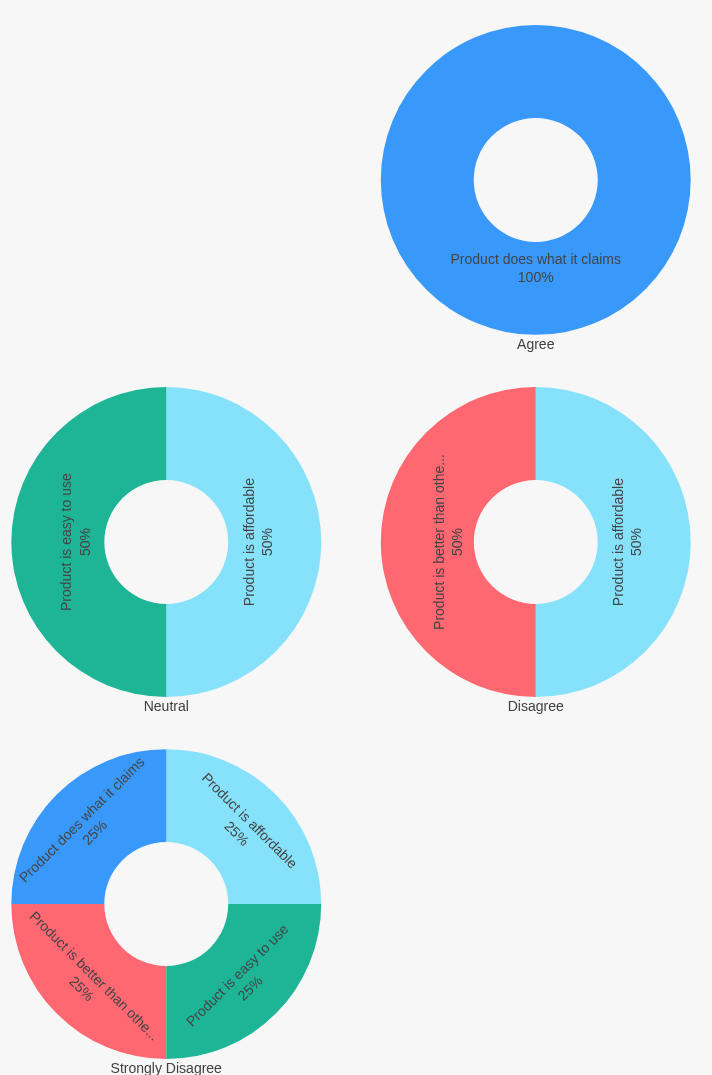 Product does what it claims
100%
Agree
Product is easy to use
50%
Product is affordable
50%
Neutral
Product is better than othe...
50%
Product is affordable
50%
Disagree
Product does what it claims
25%
Product is affordable
25%
Product is better than othe...
25%
Product is easy to use
25%
Strongly Disagree